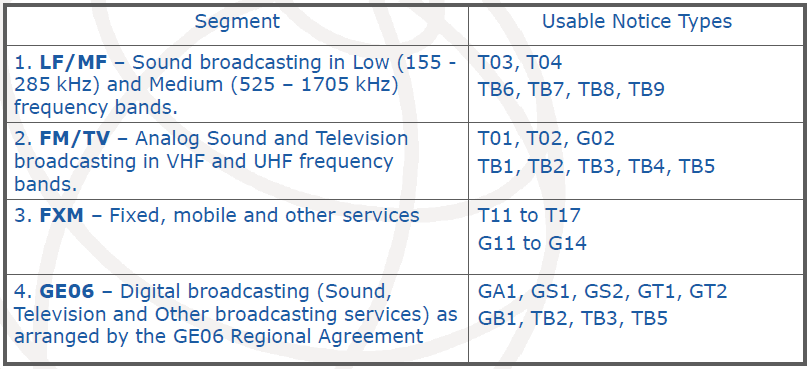 Segment
Usable Notice Types
1. LF/MF – Sound broadcasting in Low (155 -
285 kHz) and Medium (525 – 1705 kHz)
frequency bands.
T03, T04
TB6, TB7, TB8, TB9
2. FM/TV – Analog Sound and Television
broadcasting in VHF and UHF frequency
bands.
T01, T02, G02
TB1, TB2, TB3, TB4, TB5
3. FXM – Fixed, mobile and other services
T11 to T17
G11 to G14
4. GE06 – Digital broadcasting (Sound,
Television and Other broadcasting services) as
arranged by the GE06 Regional Agreement
GA1, GS1, GS2, GT1, GT2
GB1, TB2, TB3, TB5